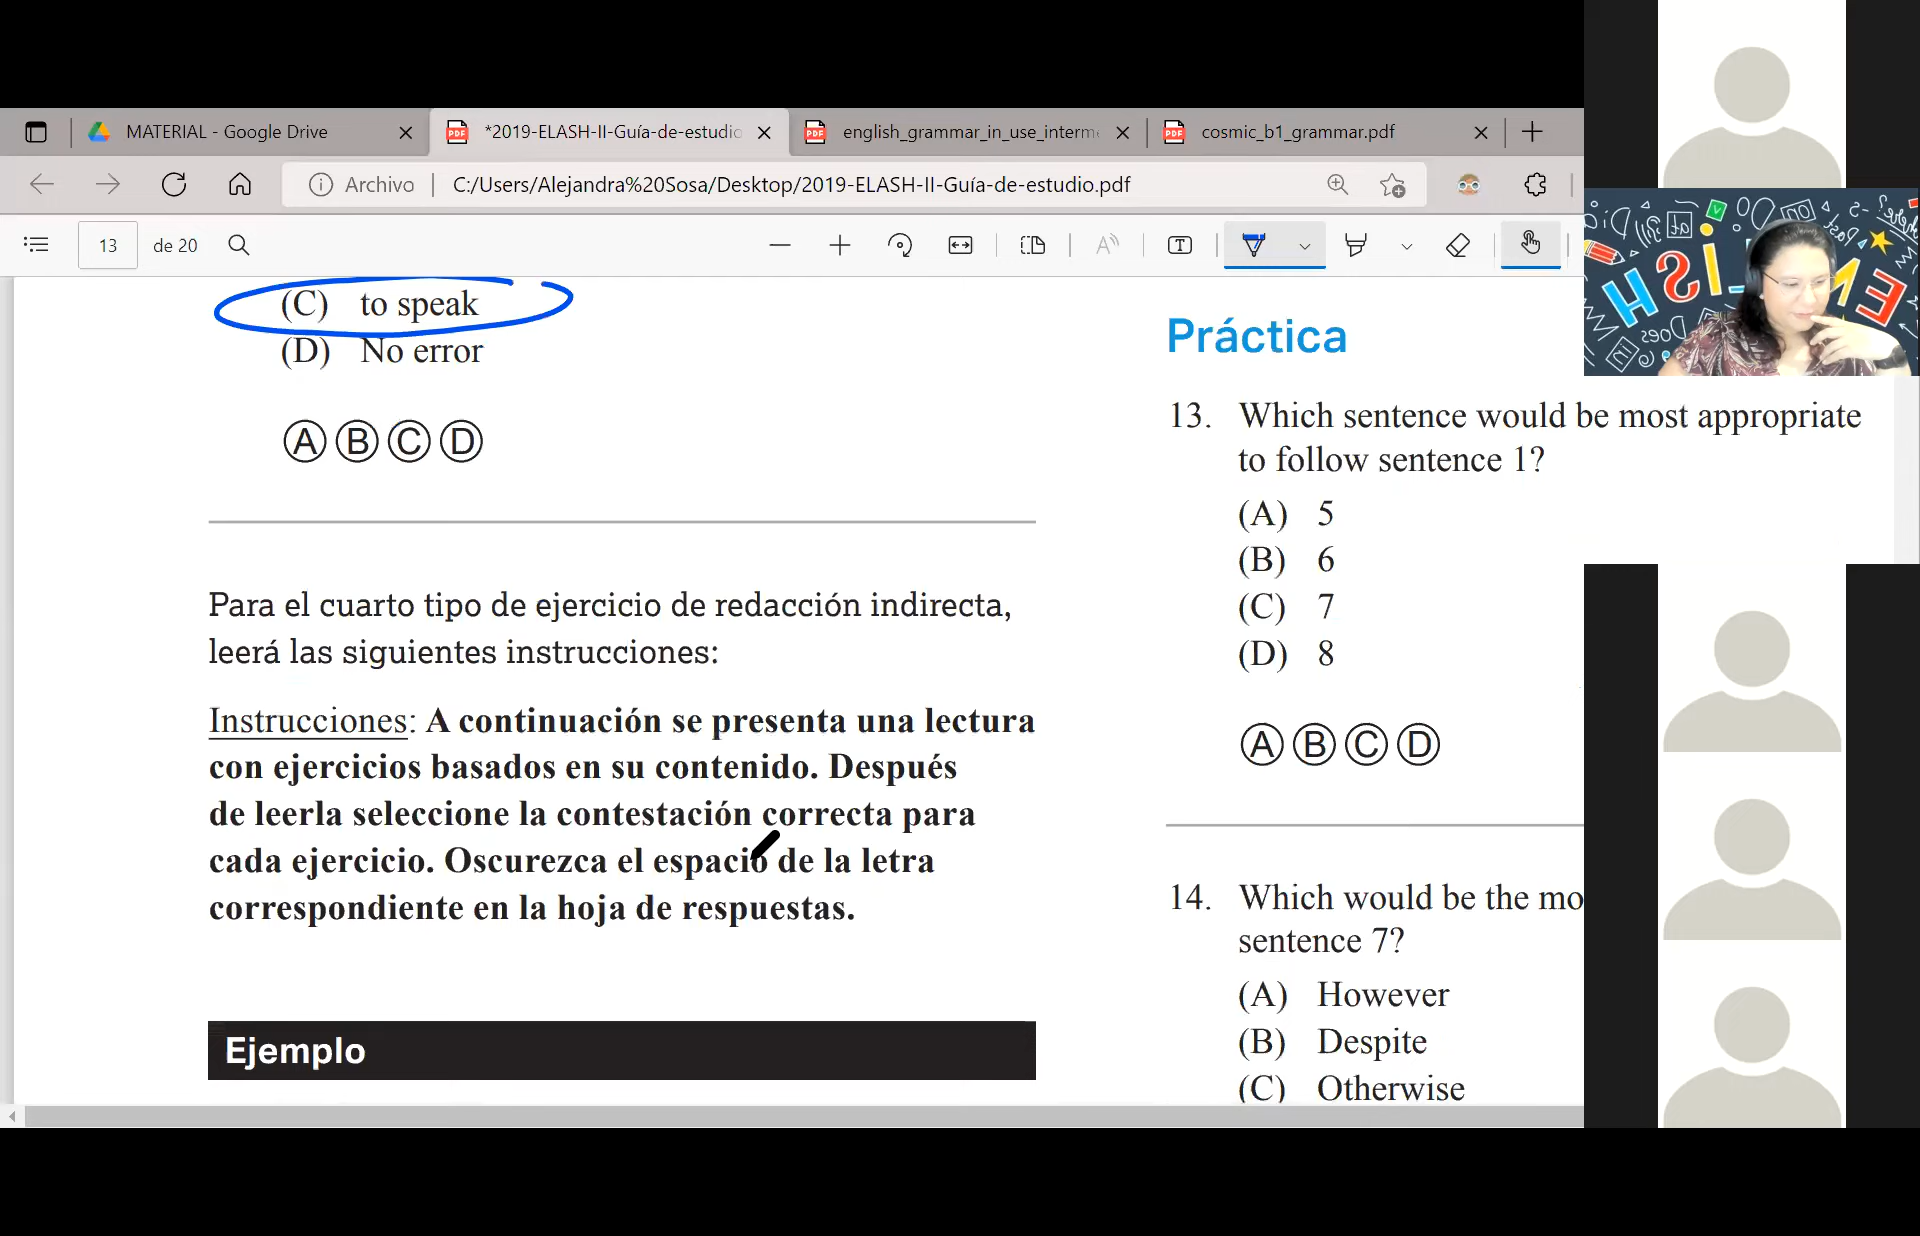 MATERIAL - Google Drive
*2019-ELASH-II-Guía-de-estudio
english_grammar_in_use_interme
cosmic_b1_grammar.pdf
Archivo
C:/Users/Alejandra%20Sosa/Desktop/2019-ELASH-II-Guía-de-estudio.pdf
13 de 20
(C) to speak
(D) No error
A B C D
Para el cuarto tipo de ejercicio de redacción indirecta,
leerá las siguientes instrucciones:
Instrucciones: A continuación se presenta una lectura
con ejercicios basados en su contenido. Después
de leerla seleccione la contestación correcta para
cada ejercicio. Oscurezca el espacio de la letra
correspondiente en la hoja de respuestas.
Ejemplo
Práctica
13. Which sentence would be most appropriate
to follow sentence 1?
(A) 5
(B) 6
(C) 7
(D) 8
A B C D
14. Which would be the mo
sentence 7?
(A) However
(B) Despite
(C) Otherwise